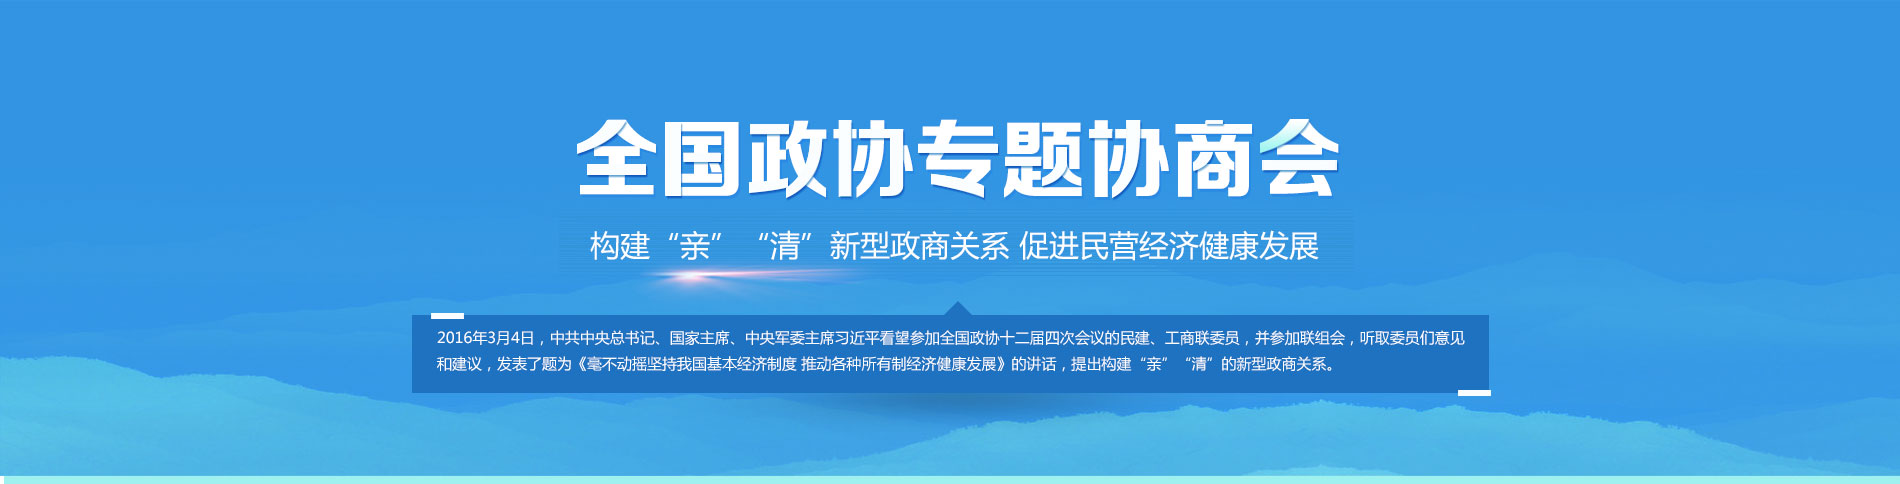 全国政协专题协商会
构建“亲”“清”新型政商关系 促进民营经济健康发展
2016年3月4日，中共中央总书记、国家主席、中央军委主席习近平看望参加全国政协十二届四次会议的民建、工商联委员，并参加联组会，听取委员们意见
和建议，发表了题为《毫不动摇坚持我国基本经济制度 推动各种所有制经济健康发展》的讲话，提出构建“亲”“清”的新型政商关系。